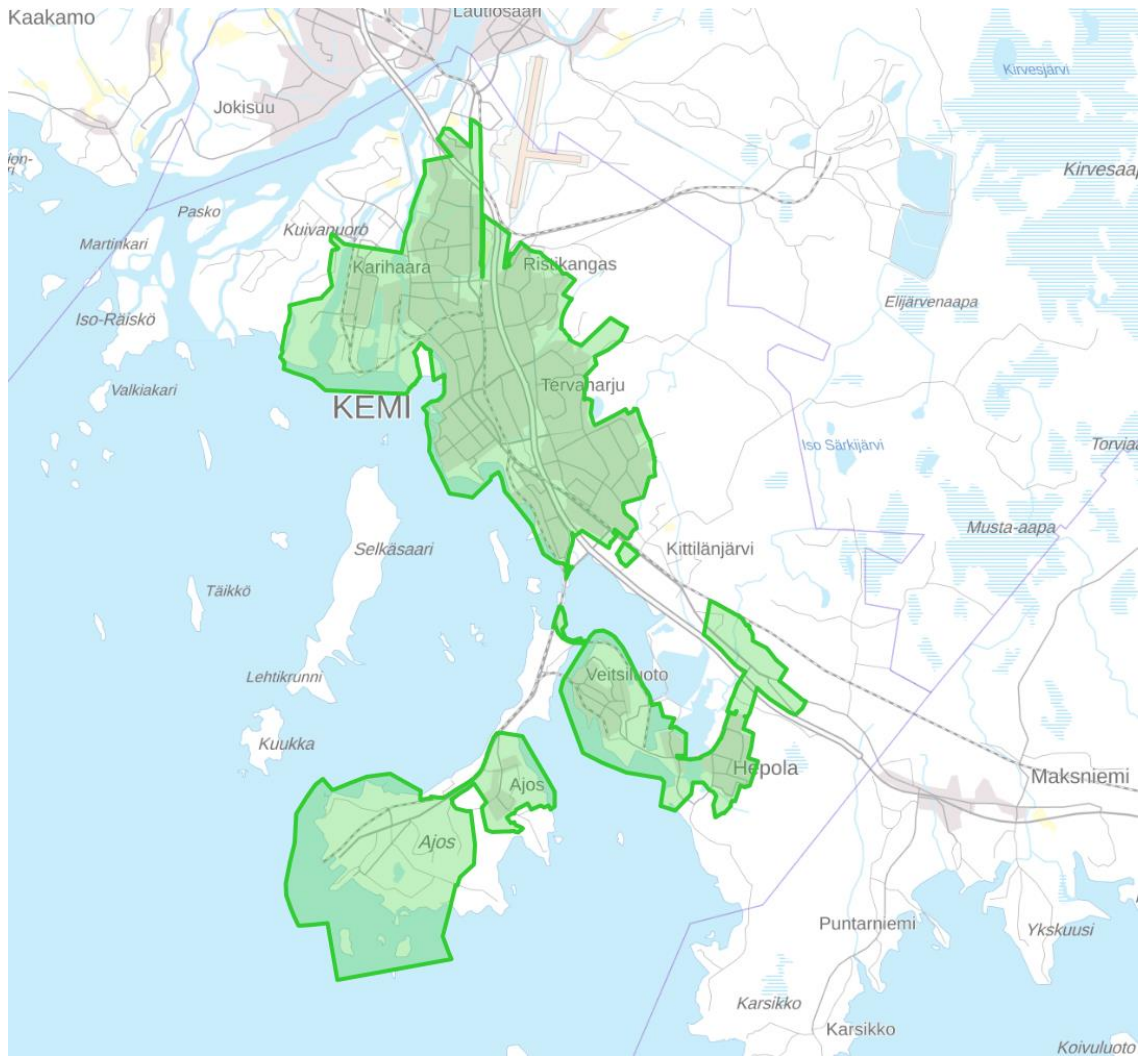 Kaakamo
Lautiosaari
Kirvesjärvi
Jokisuu
Kirvesaap
Pasko
Kuivanuoro
Martinkari
Karihaara
Ristikangas
Elijärvenaapa
Iso-Räiskö
Valkiakari
Tervaharju
KEMI
Iso Särkijärvi
Torviaa
Musta-aapa
Selkäsaari
Kittilänjärvi
Täikkö
Lehtikrunni
Veitsiluoto
Kuukka
Hepola
Maksniemi
Ajos
Ajos
Puntarniemi
Ykskuusi
Karsikko
Karsikko
Koivuluoto